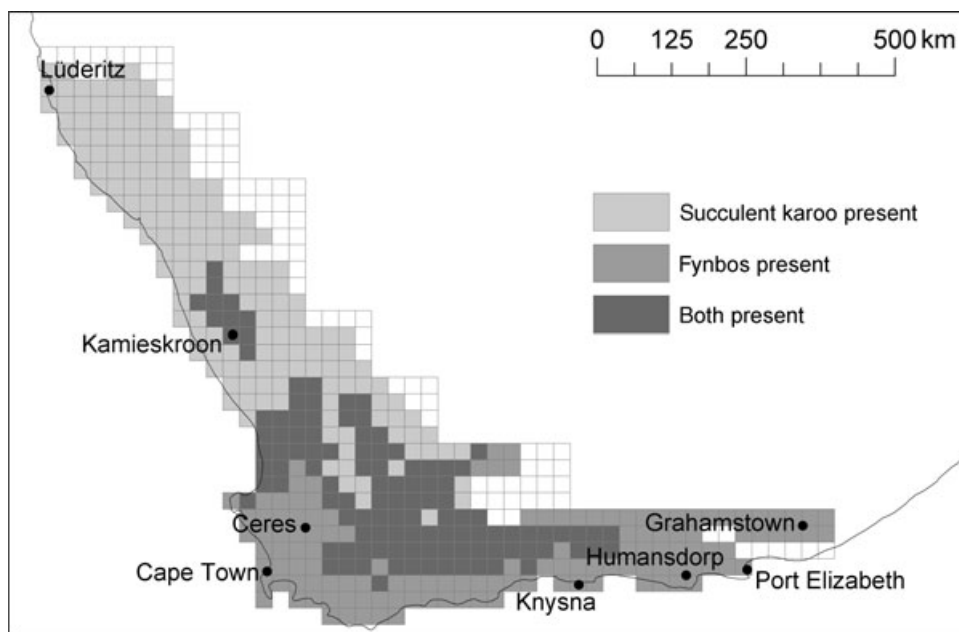 0 125 250 500 km
Lüderitz
Succulent karoo present
Fynbos present
Both present
Kamieskroon
Ceres
Grahamstown
Cape Town
Humansdorp
Port Elizabeth
Knysna